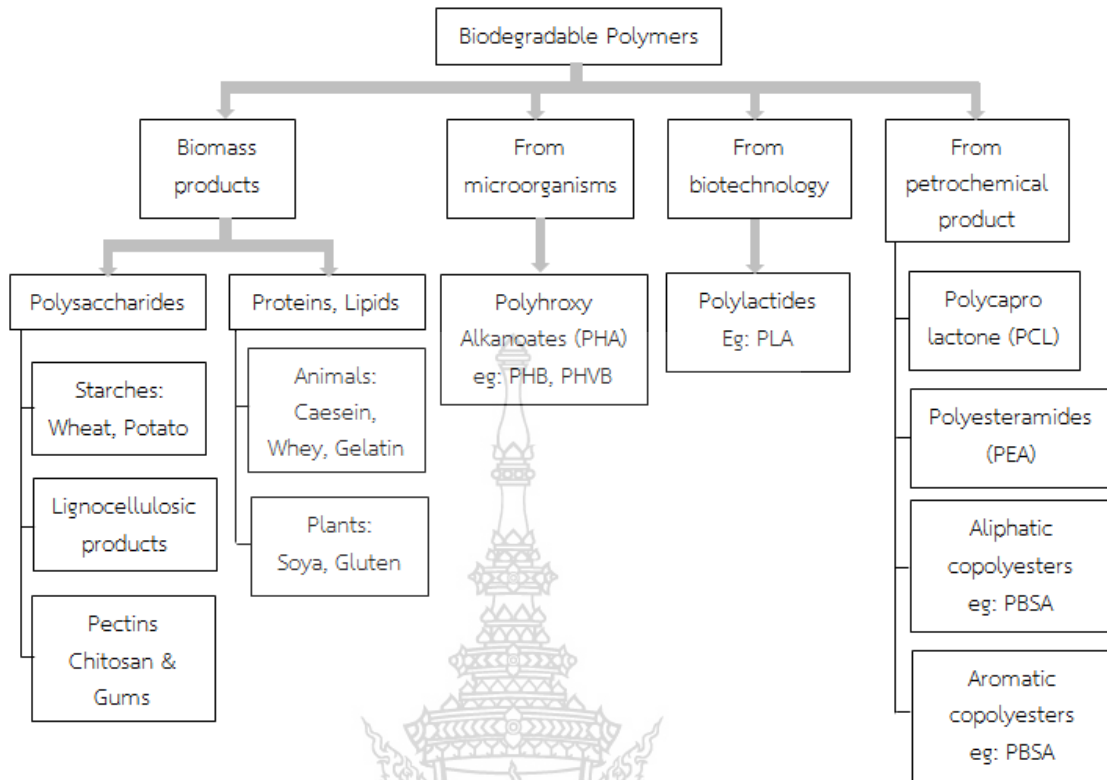 Biodegradable Polymers
Biomass
products
From
microorganisms
From
biotechnology
From
petrochemical
product
Polysaccharides
Proteins, Lipids
Polyhroxy
Alkanoates (PHA)
eg: PHB, PHVB
Polylactides
Eg: PLA
Polycapro
lactone (PCL)
Starches:
Wheat, Potato
Animals:
Caesein,
Whey, Gelatin
Polyesteramides
(PEA)
Lignocellulosic
products
Plants:
Soya, Gluten
Aliphatic
copolyesters
eg: PBSA
Pectins
Chitosan &
Gums
Aromatic
copolyesters
eg: PBSA